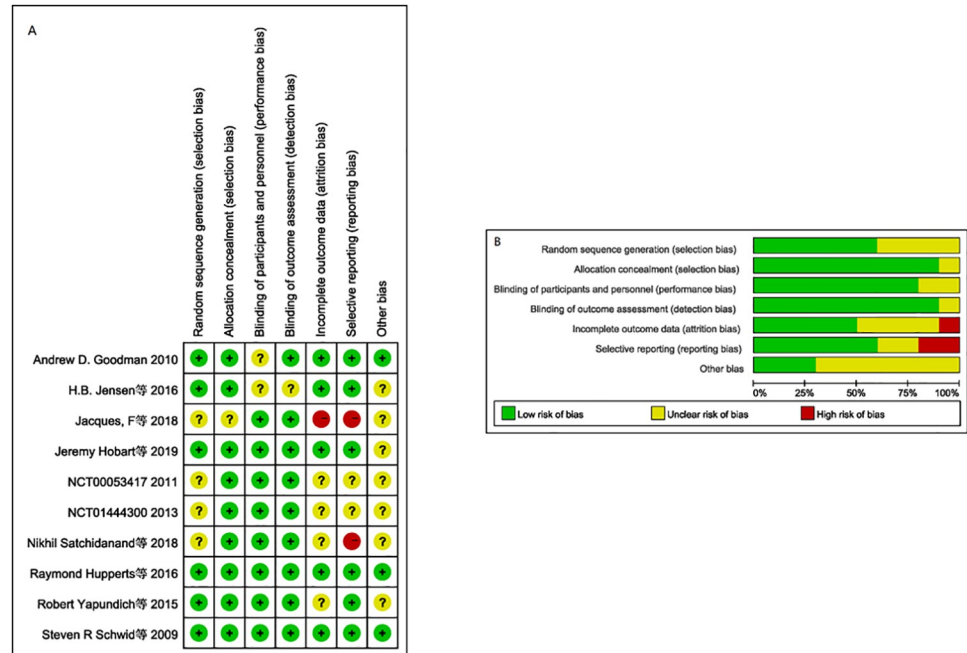 A
Random sequence generation (selection bias)
Allocation concealment (selection bias)
Blinding of participants and personnel (performance bias)
Blinding of outcome assessment (detection bias)
Incomplete outcome data (attrition bias)
Selective reporting (reporting bias)
Other bias
Andrew D. Goodman 2010 + + ? + + + +
H.B. Jensen等 2016 + + ? ? + + ?
Jacques, F等 2018 ? ? + + - - ?
Jeremy Hobart等 2019 + + + + + + ?
NCT00053417 2011 ? + + + ? ? ?
NCT01444300 2013 ? + + + ? ? ?
Nikhil Satchidanand等 2018 ? + + + ? - ?
Raymond Hupperts等 2016 + + + + + + +
Robert Yapundich等 2015 + + + + ? + ?
Steven R Schwid等 2009 + + + + + + +
B
Random sequence generation (selection bias)
Allocation concealment (selection bias)
Blinding of participants and personnel (performance bias)
Blinding of outcome assessment (detection bias)
Incomplete outcome data (attrition bias)
Selective reporting (reporting bias)
Other bias
0% 25% 50% 75% 100%
Low risk of bias Unclear risk of bias High risk of bias